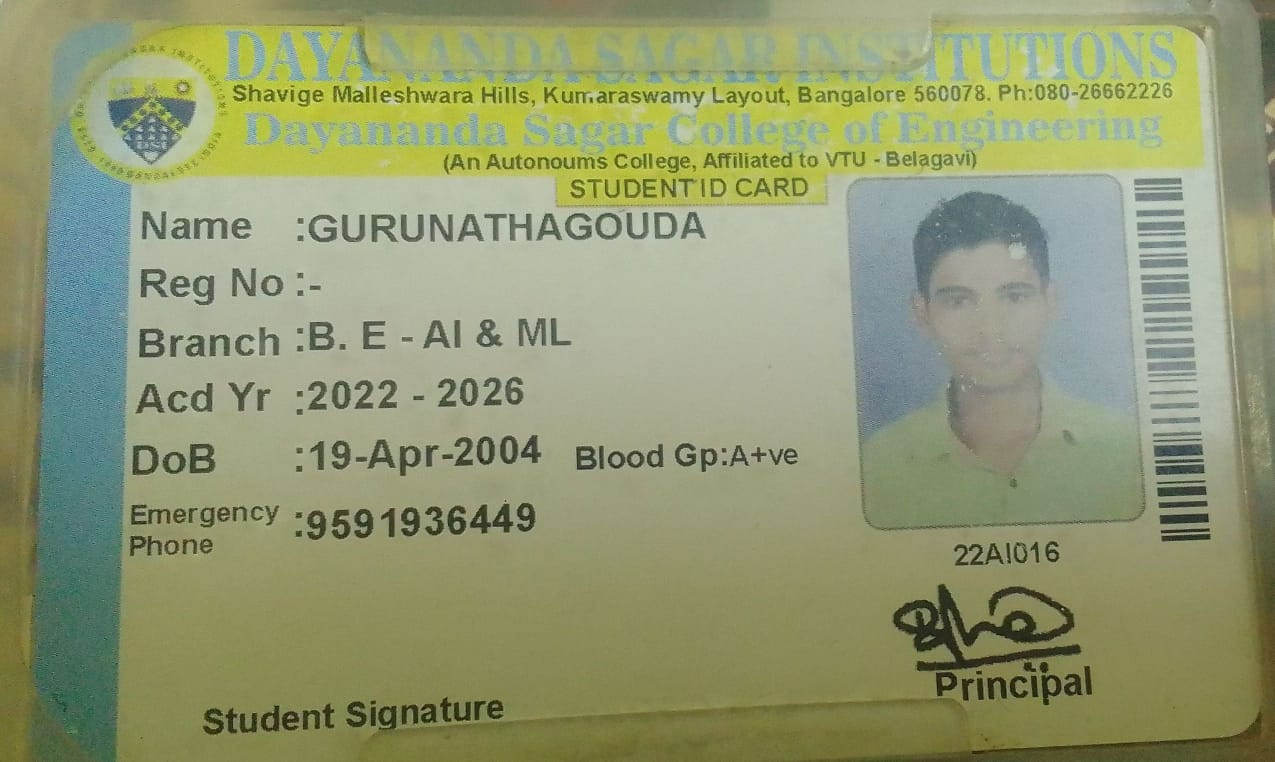 DAYANANDA SAGAR INSTITUTIONS
Shavige Malleshwara Hills, Kumaraswamy Layout, Bangalore 560078. Ph:080-26662226
Dayananda Sagar College of Engineering
(An Autonoums College, Affiliated to VTU - Belagavi)
STUDENT ID CARD
Name :GURUNATHAGOUDA
Reg No :-
Branch :B. E - AI & ML
Acd Yr :2022 - 2026
DoB :19-Apr-2004 Blood Gp:A+ve
Emergency Phone :9591936449
22AI016
Principal
Student Signature
DSI